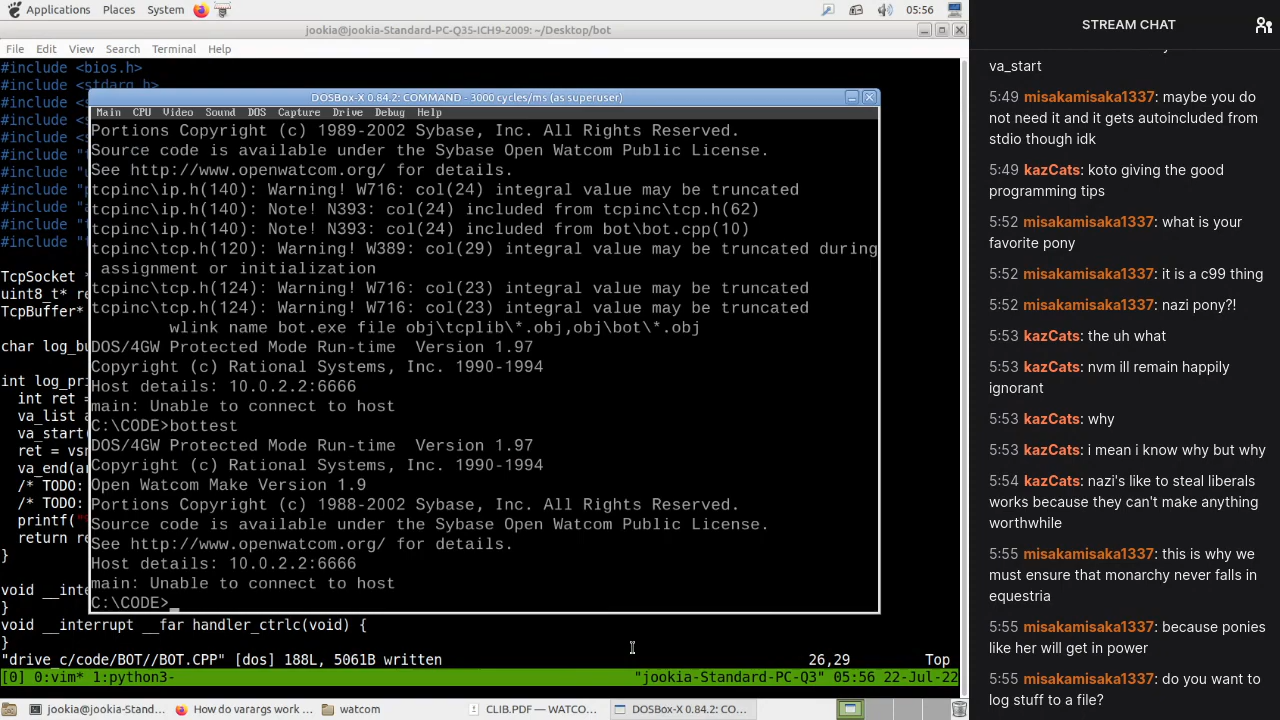 Applications Places System 05:56
jookia@jookia-Standard-PC-Q35-ICH9-2009: ~/Desktop/bot
File Edit View Search Terminal Help
#include <bios.h>
#include <stdarg.h>
#include <s
#include <s
#include <s
#include "f
#include "u
#include "t
#include "a
#include "f
#include "t
TcpSocket *
uint8_t* re
TcpBuffer*
char log_bu
int log_pri
int ret =
va_list a
va_start(
ret = vsr
va_end(ar
/* TODO:
/* TODO:
printf("
return re
}
void __int
}
void __interrupt __far handler_ctrlc(void) {
}
"drive_c/code/BOT//BOT.CPP" [dos] 188L, 5061B written 26,29 Top
[0] 0:vim* 1:python3- "jookia-Standard-PC-Q3" 05:56 22-Jul-22
DOSBox-X 0.84.2: COMMAND - 3000 cycles/ms (as superuser)
Main CPU Video Sound DOS Capture Drive Debug Help
Portions Copyright (c) 1989-2002 Sybase, Inc. All Rights Reserved.
Source code is available under the Sybase Open Watcom Public License.
See http://www.openwatcom.org/ for details.
tcpinc\ip.h(140): Warning! W716: col(24) integral value may be truncated
tcpinc\ip.h(140): Note! N393: col(24) included from tcpinc\tcp.h(62)
tcpinc\ip.h(140): Note! N393: col(24) included from bot\bot.cpp(10)
tcpinc\tcp.h(120): Warning! W389: col(29) integral value may be truncated during
assignment or initialization
tcpinc\tcp.h(124): Warning! W716: col(23) integral value may be truncated
tcpinc\tcp.h(124): Warning! W716: col(23) integral value may be truncated
wlink name bot.exe file obj\tcplib\*.obj,obj\bot\*.obj
DOS/4GW Protected Mode Run-time Version 1.97
Copyright (c) Rational Systems, Inc. 1990-1994
Host details: 10.0.2.2:6666
main: Unable to connect to host
C:\CODE>bottest
DOS/4GW Protected Mode Run-time Version 1.97
Copyright (c) Rational Systems, Inc. 1990-1994
Open Watcom Make Version 1.9
Portions Copyright (c) 1988-2002 Sybase, Inc. All Rights Reserved.
Source code is available under the Sybase Open Watcom Public License.
See http://www.openwatcom.org/ for details.
Host details: 10.0.2.2:6666
main: Unable to connect to host
C:\CODE>_
jookia@jookia-Stand... How do varargs work ... watcom CLIB.PDF — WATCO... DOSBox-X 0.84.2: CO...
STREAM CHAT
va_start
5:49 misakamisaka1337: maybe you do
not need it and it gets autoincluded from
stdio though idk
5:49 kazCats: koto giving the good
programming tips
5:52 misakamisaka1337: what is your
favorite pony
5:52 misakamisaka1337: it is a c99 thing
5:52 misakamisaka1337: nazi pony?!
5:53 kazCats: the uh what
5:53 kazCats: nvm ill remain happily
ignorant
5:53 kazCats: why
5:53 kazCats: i mean i know why but why
5:54 kazCats: nazi's like to steal liberals
works because they can't make anything
worthwhile
5:55 misakamisaka1337: this is why we
must ensure that monarchy never falls in
equestria
5:55 misakamisaka1337: because ponies
like her will get in power
5:55 misakamisaka1337: do you want to
log stuff to a file?